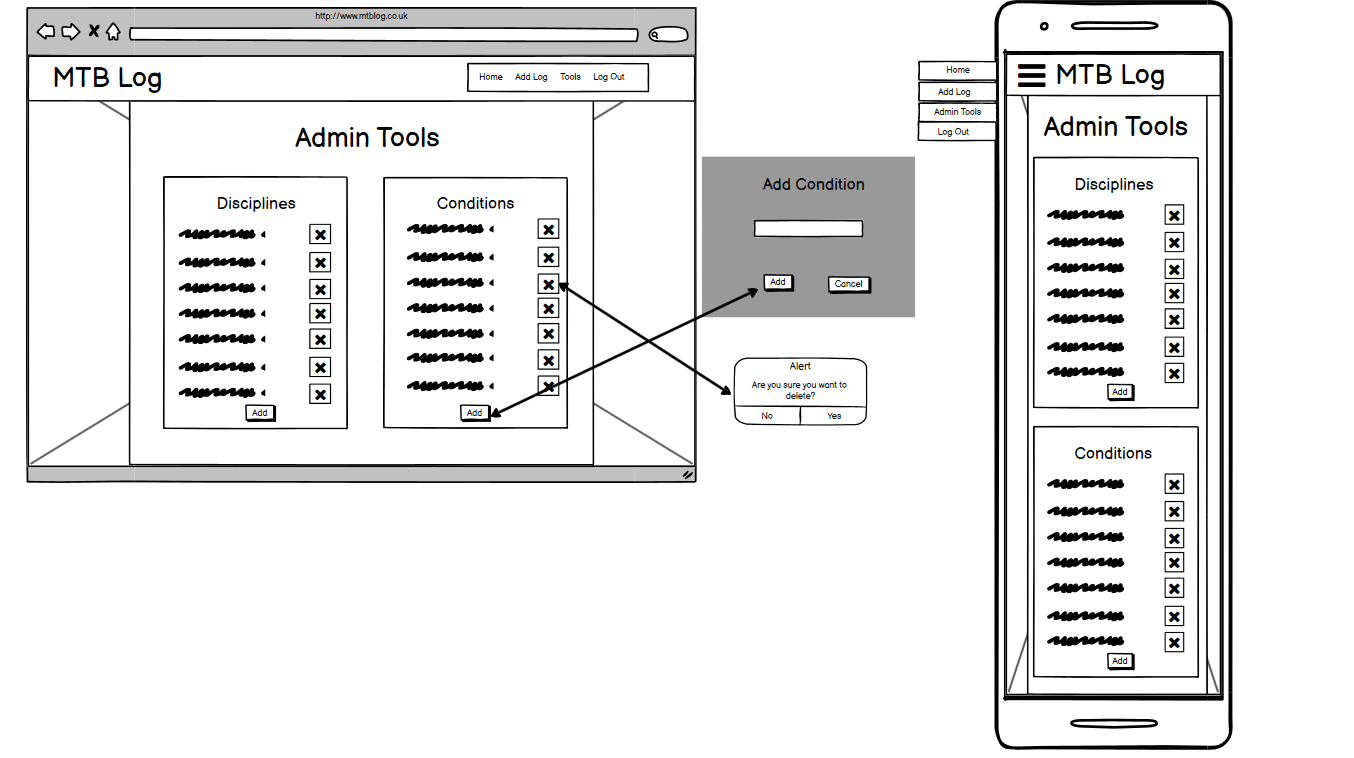 http://www.mtblog.co.uk
MTB Log
Home Add Log Tools Log Out
Admin Tools
Disciplines
Add
Conditions
Add
Add Condition
Add Cancel
Alert
Are you sure you want to
delete?
No Yes
Home
Add Log
Admin Tools
Log Out
MTB Log
Admin Tools
Disciplines
Add
Conditions
Add